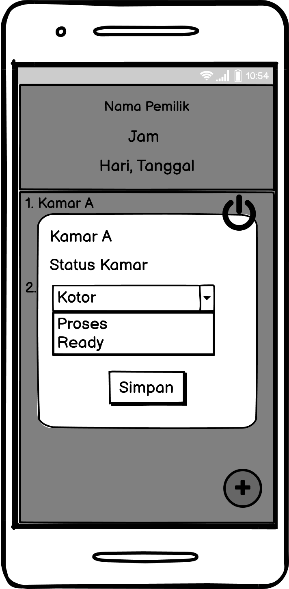 10:54
Nama Pemilik
Jam
Hari, Tanggal
1. Kamar A
Kamar A
Status Kamar
2.
Kotor
Proses
Ready
Simpan